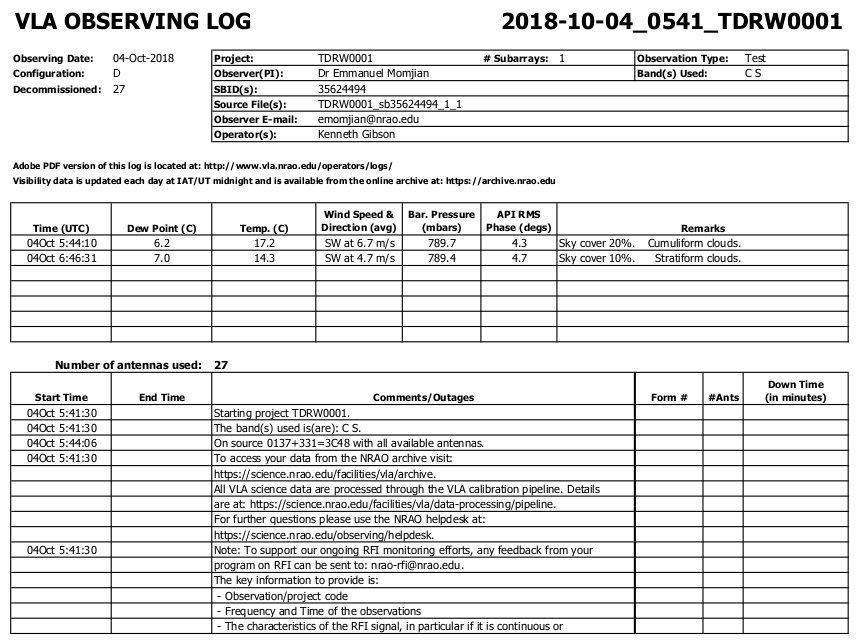 VLA OBSERVING LOG 2018-10-04_0541_TDRW0001
Observing Date: 04-Oct-2018 Project: TDRW0001 # Subarrays: 1 Observation Type: Test
Configuration: D Observer(PI): Dr Emmanuel Momjian Band(s) Used: C S
Decommissioned: 27 SBID(s): 35624494
Source File(s): TDRW0001_sb35624494_1_1
Observer E-mail: emomjian@nrao.edu
Operator(s): Kenneth Gibson
Adobe PDF version of this log is located at: http://www.vla.nrao.edu/operators/logs/
Visibility data is updated each day at IAT/UT midnight and is available from the online archive at: https://archive.nrao.edu
Wind Speed & Bar. Pressure API RMS
Time (UTC) Dew Point (C) Temp. (C) Direction (avg) (mbars) Phase (degs) Remarks
04Oct 5:44:10 6.2 17.2 SW at 6.7 m/s 789.7 4.3 Sky cover 20%. Cumuliform clouds.
04Oct 6:46:31 7.0 14.3 SW at 4.7 m/s 789.4 4.7 Sky cover 10%. Stratiform clouds.
Number of antennas used: 27
Down Time
Start Time End Time Comments/Outages Form # #Ants (in minutes)
04Oct 5:41:30 Starting project TDRW0001.
04Oct 5:41:30 The band(s) used is(are): C S.
04Oct 5:44:06 On source 0137+331=3C48 with all available antennas.
04Oct 5:41:30 To access your data from the NRAO archive visit:
https://science.nrao.edu/facilities/vla/archive.
All VLA science data are processed through the VLA calibration pipeline. Details
are at: https://science.nrao.edu/facilities/vla/data-processing/pipeline.
For further questions please use the NRAO helpdesk at:
https://science.nrao.edu/observing/helpdesk.
04Oct 5:41:30 Note: To support our ongoing RFI monitoring efforts, any feedback from your
program on RFI can be sent to: nrao-rfi@nrao.edu.
The key information to provide is:
- Observation/project code
- Frequency and Time of the observations
- The characteristics of the RFI signal, in particular if it is continuous or